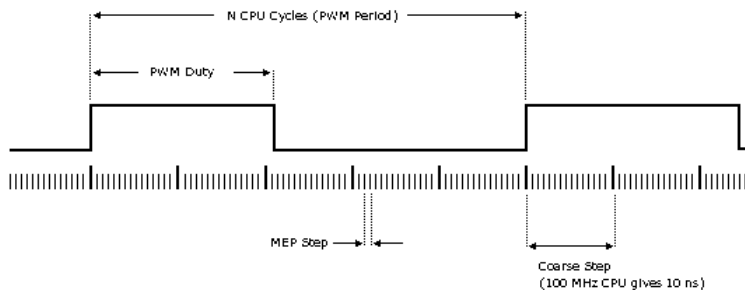 N CPU Cycles (PWM Period)
PWM Duty
MEP Step
Coarse Step
(100 MHz CPU gives 10 ns)